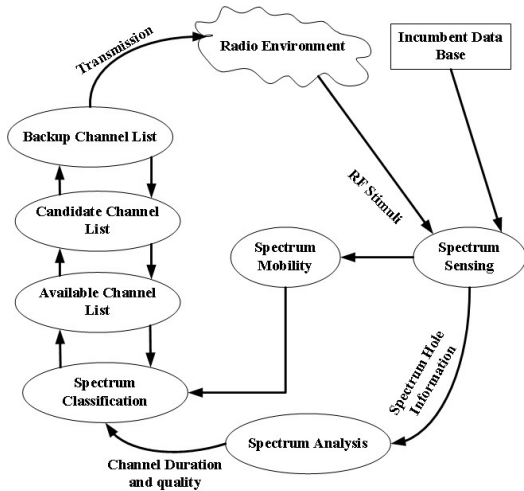 Transmission
Radio Environment
Incumbent Data
Base
Backup Channel List
RF Stimuli
Candidate Channel
List
Spectrum
Mobility
Spectrum
Sensing
Available Channel
List
Spectrum Hole
Information
Spectrum
Classification
Spectrum Analysis
Channel Duration
and quality